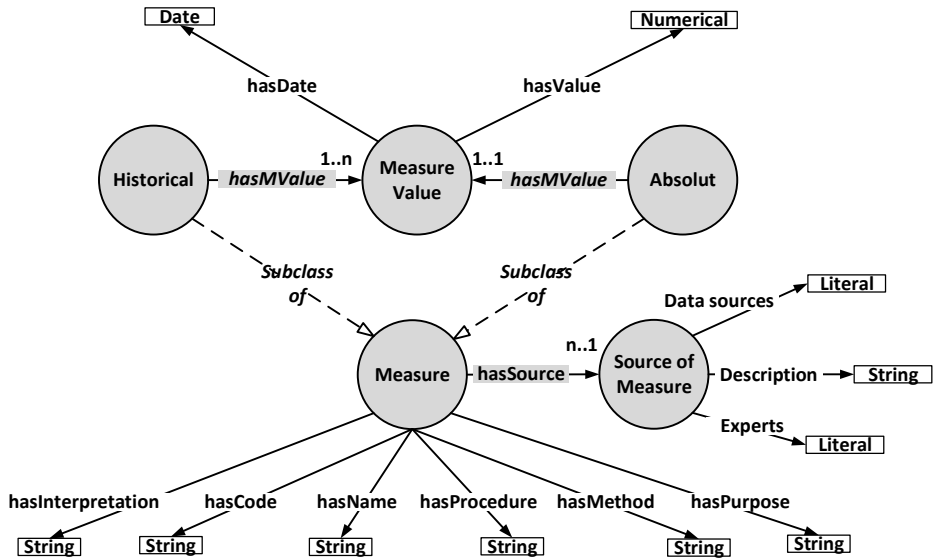 Date
Numerical
hasDate
hasValue
Historical
hasMValue
1..n
Measure
Value
1..1
hasMValue
Absolut
Subclass
of
Subclass
of
Data sources
Literal
Measure
hasSource
n..1
Source of
Measure
Description
String
Experts
Literal
hasInterpretation
hasCode
hasName
hasProcedure
hasMethod
hasPurpose
String
String
String
String
String
String